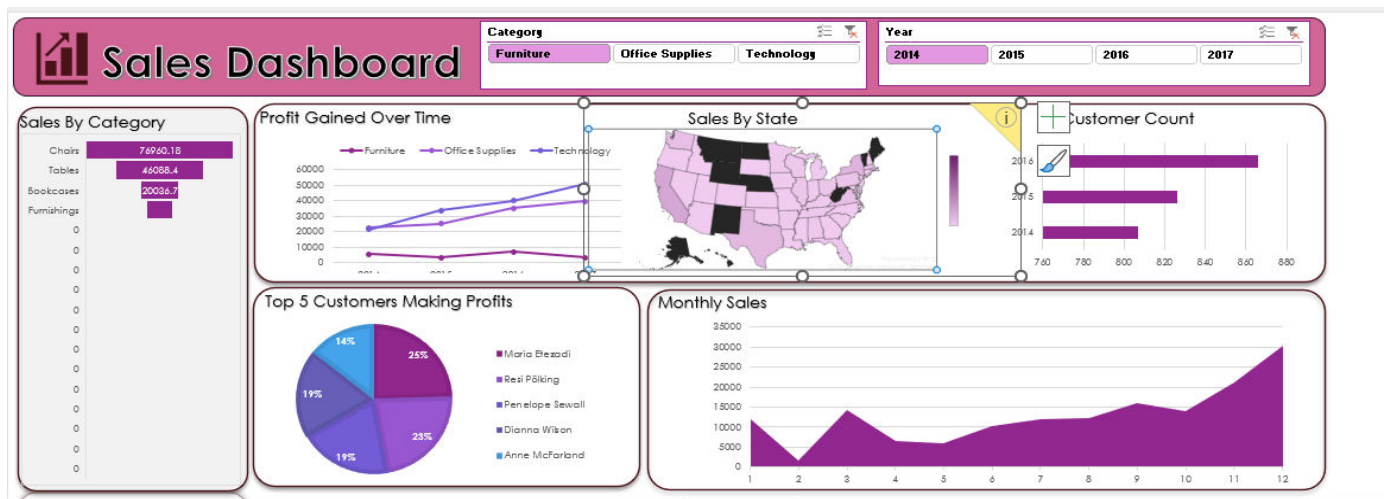 Sales Dashboard
Category
Furniture Office Supplies Technology
Year
2014 2015 2016 2017
Sales By Category
Chairs 76960.18
Tables 46088.4
Bookcases 20036.7
Furnishings
0
0
0
0
0
0
0
0
0
0
0
0
0
Profit Gained Over Time
Furniture Office Supplies Technology
60000
50000
40000
30000
20000
10000
0
2014 2015 2016
Sales By State
Customer Count
2016
2015
2014
760 780 800 820 840 860 880
Top 5 Customers Making Profits
14% 25%
19%
23%
19%
Maria Etezadi
Resi Pölking
Penelope Sewall
Dianna Wilson
Anne McFarland
Monthly Sales
35000
30000
25000
20000
15000
10000
5000
0
1 2 3 4 5 6 7 8 9 10 11 12